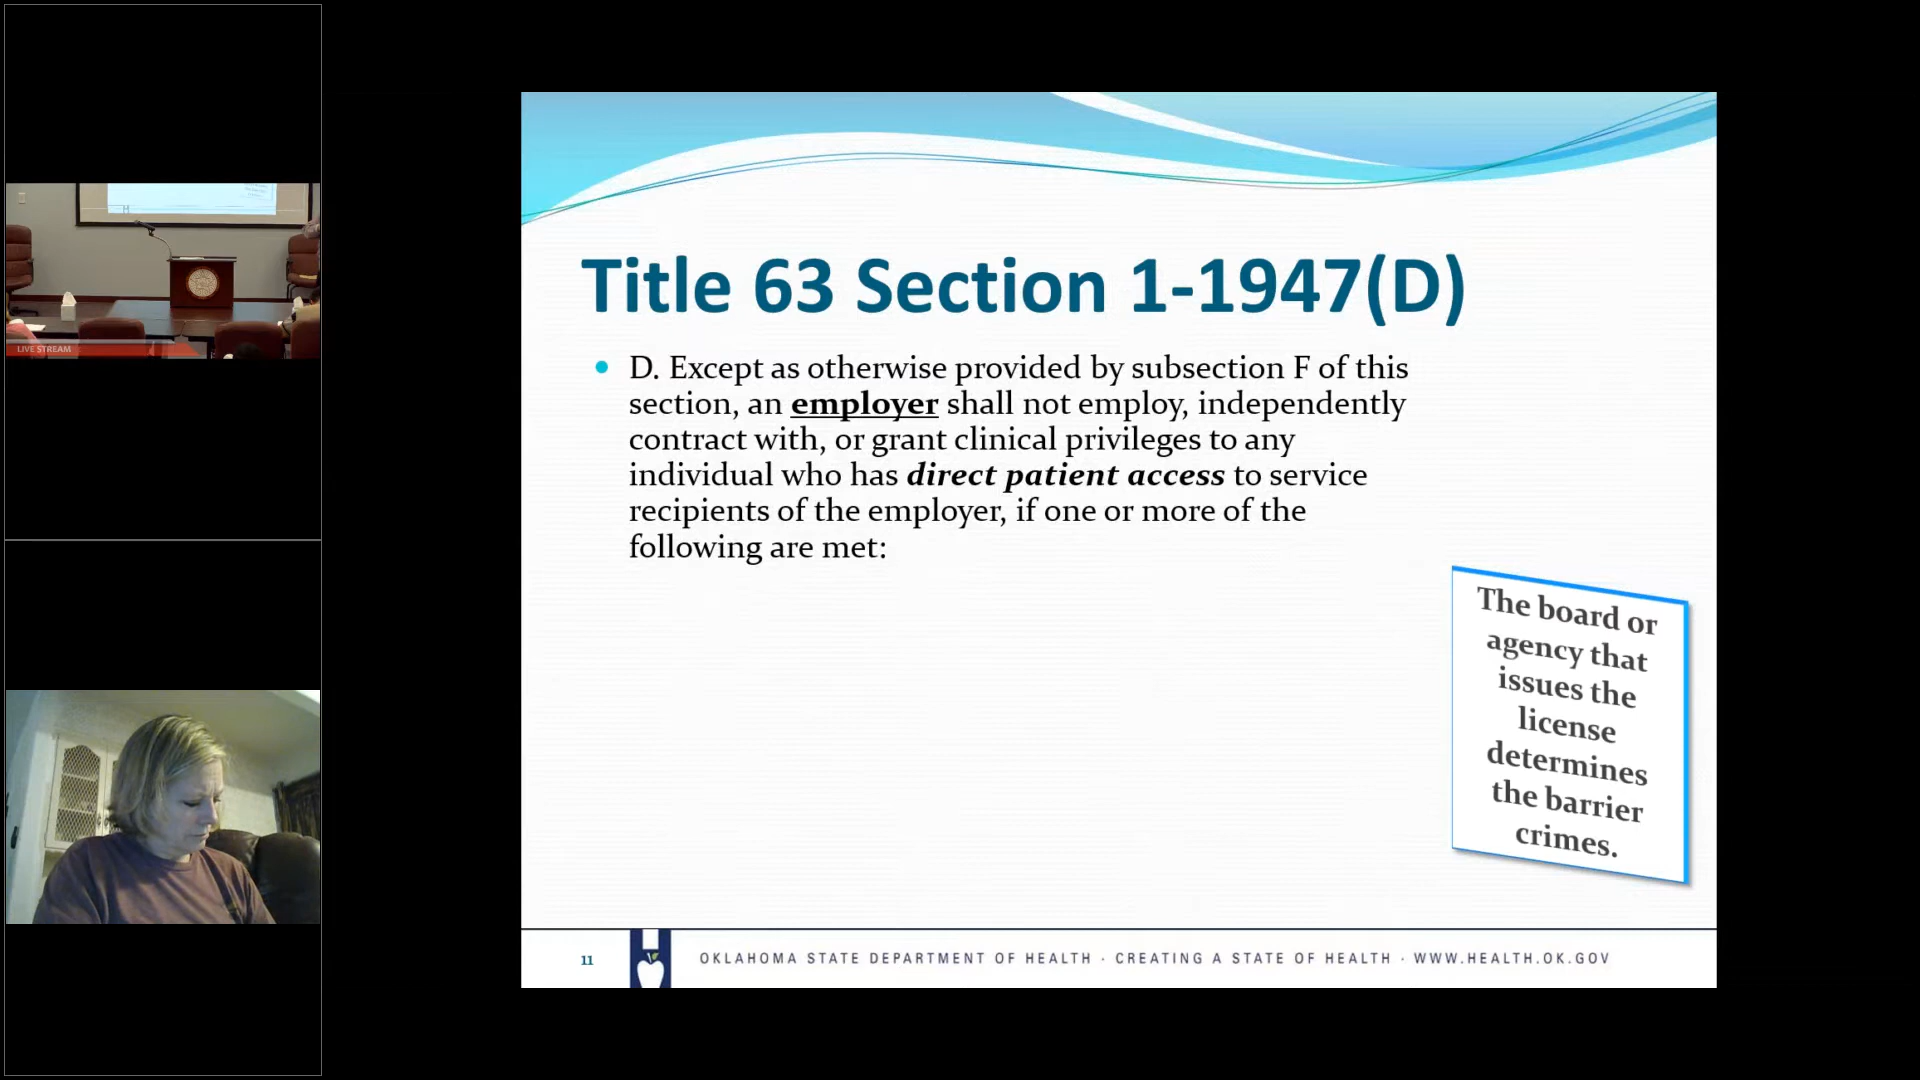 LIVE STREAM
Title 63 Section 1-1947(D)
D. Except as otherwise provided by subsection F of this
section, an employer shall not employ, independently
contract with, or grant clinical privileges to any
individual who has direct patient access to service
recipients of the employer, if one or more of the
following are met:
The board or
agency that
issues the
license
determines
the barrier
crimes.
11
OKLAHOMA STATE DEPARTMENT OF HEALTH · CREATING A STATE OF HEALTH · WWW.HEALTH.OK.GOV